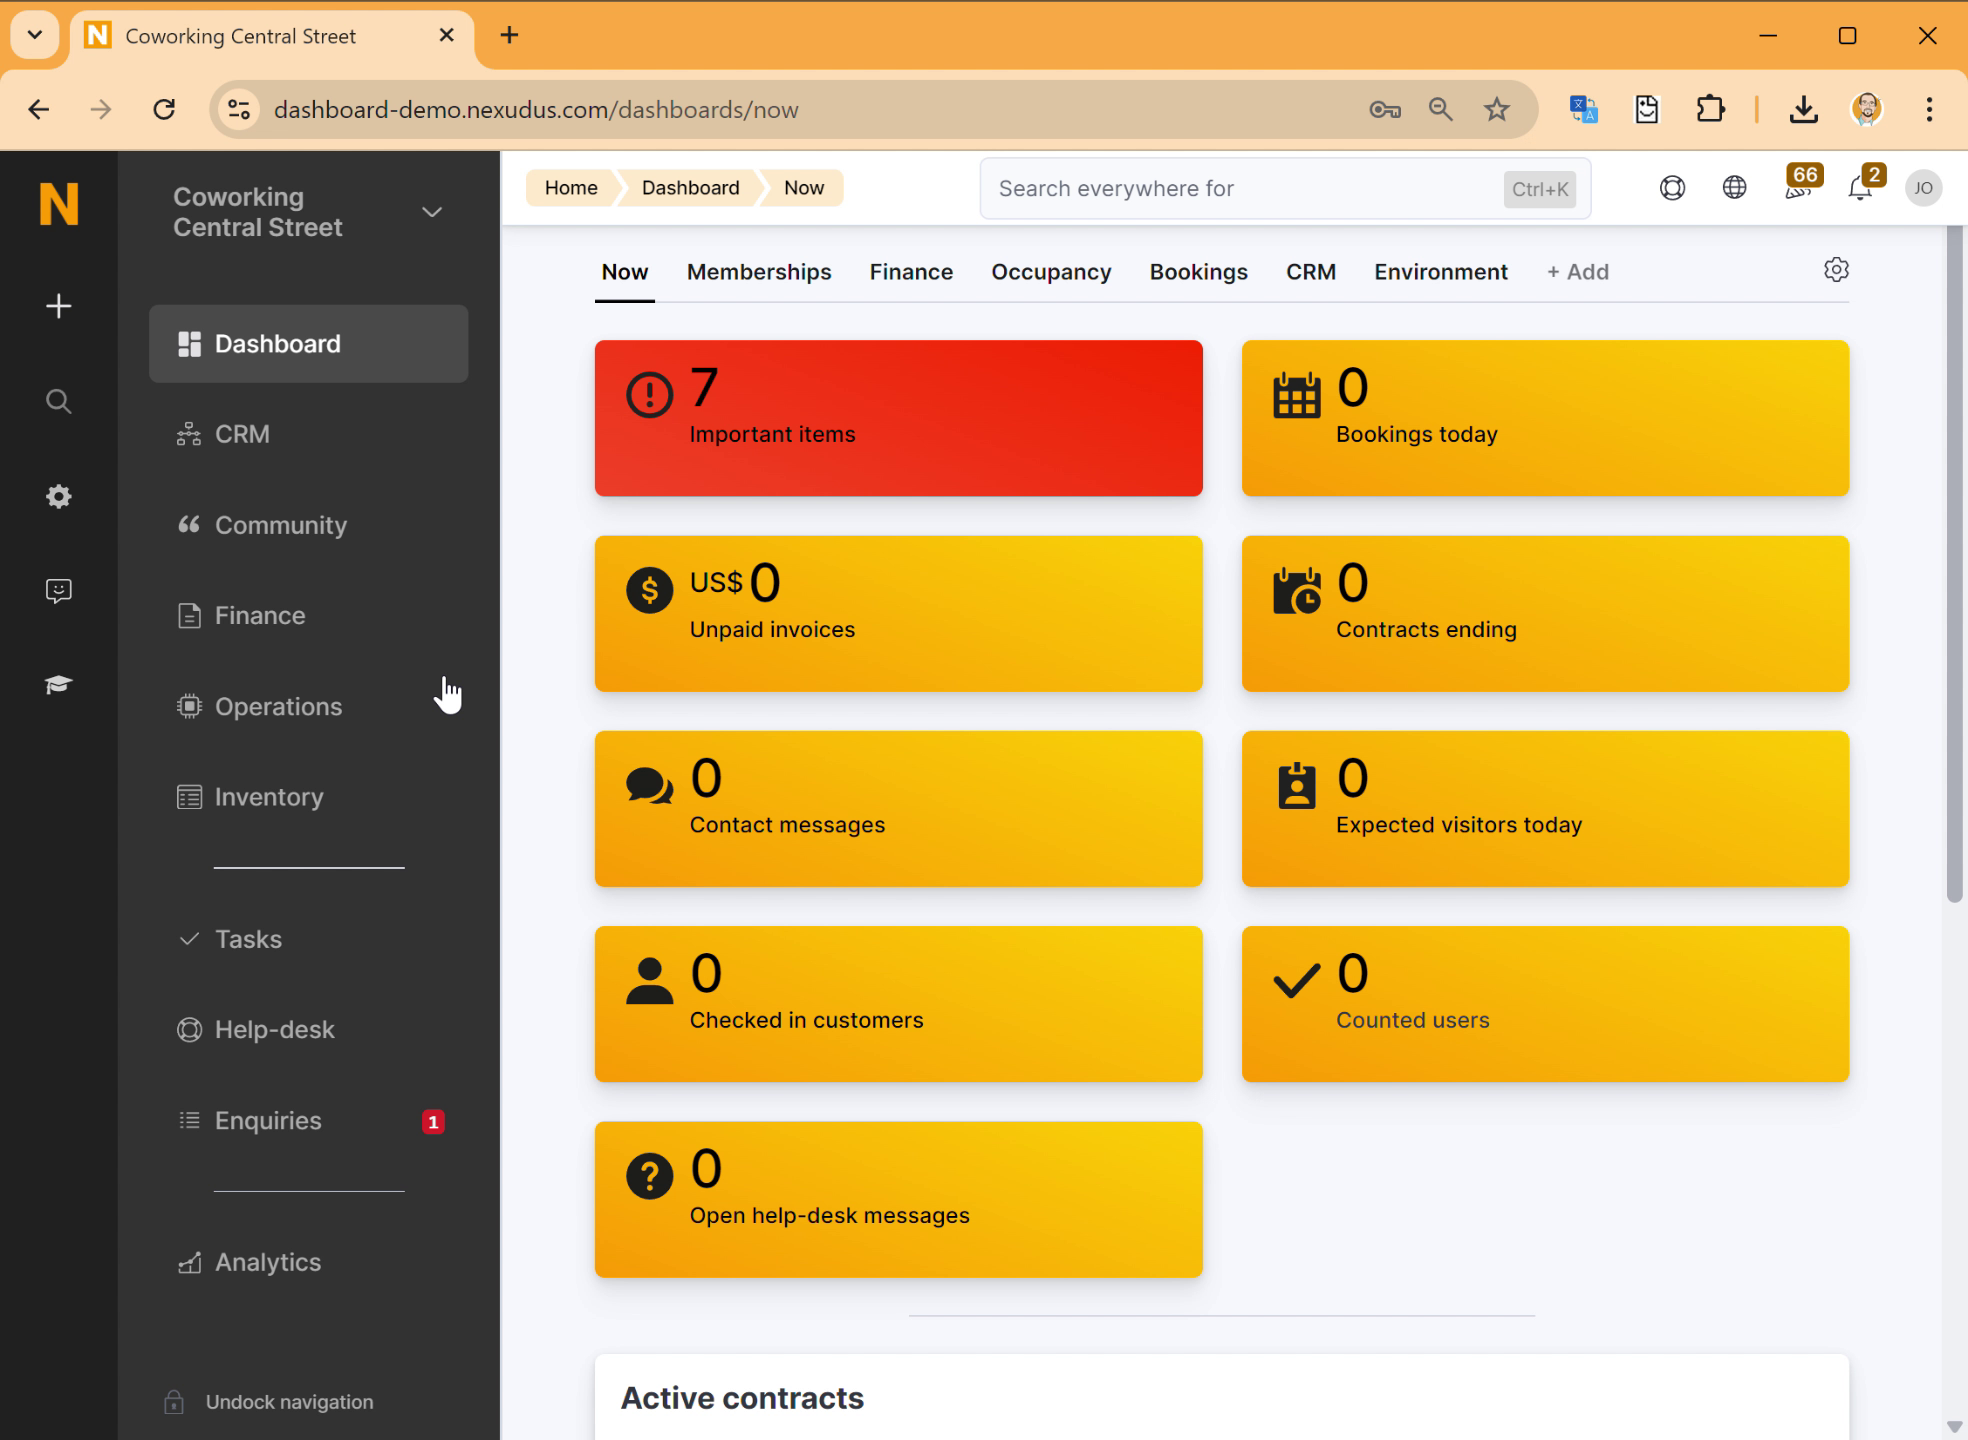 N Coworking Central Street
dashboard-demo.nexudus.com/dashboards/now
N
Coworking
Central Street
Dashboard
CRM
Community
Finance
Operations
Inventory
Tasks
Help-desk
Enquiries 1
Analytics
Undock navigation
Home Dashboard Now
Search everywhere for Ctrl+K
66
2
JO
Now Memberships Finance Occupancy Bookings CRM Environment + Add
7
Important items
0
Bookings today
US$ 0
Unpaid invoices
0
Contracts ending
0
Contact messages
0
Expected visitors today
0
Checked in customers
0
Counted users
0
Open help-desk messages
Active contracts